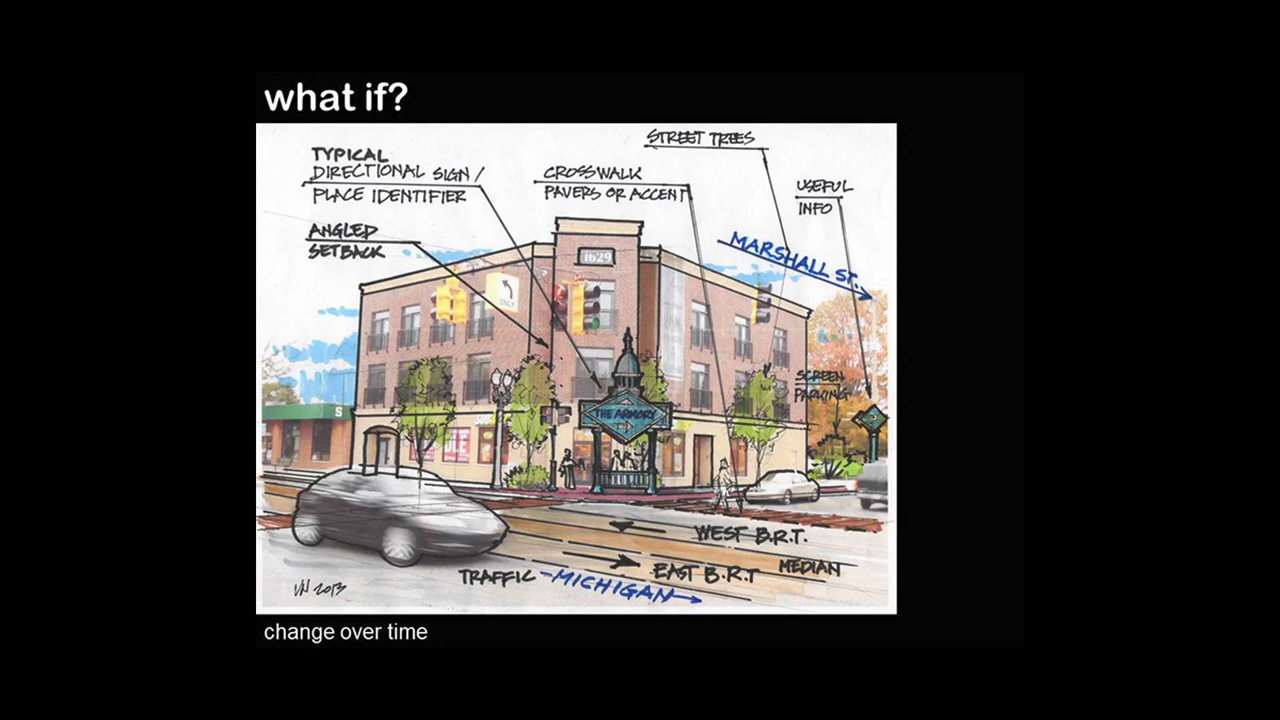 what if?
STREET TREES
TYPICAL
DIRECTIONAL SIGN /
PLACE IDENTIFIER
CROSSWALK
PAVERS OR ACCENT
USEFUL
INFO
ANGLED
SETBACK
MARSHALL ST.
1629
ONLY
SCREEN
PARKING
S
THE ARMORY
WEST B.R.T.
EAST B.R.T
MEDIAN
TRAFFIC - MICHIGAN
VN 2013
change over time